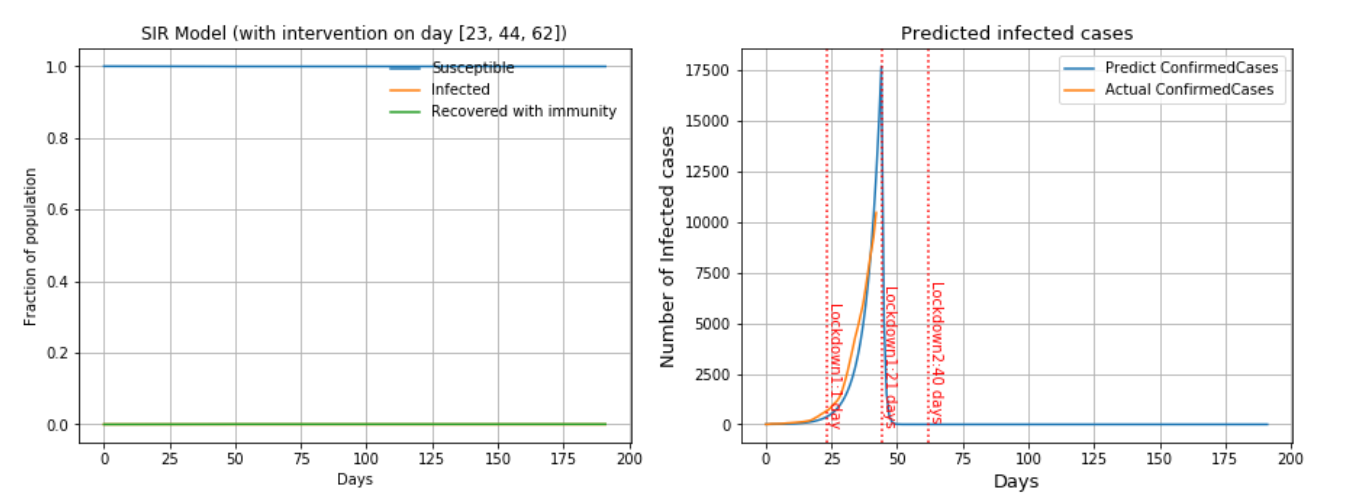 SIR Model (with intervention on day [23, 44, 62])
1.0
0.8
0.6
0.4
0.2
0.0
Fraction of population
Susceptible
Infected
Recovered with immunity
0 25 50 75 100 125 150 175 200
Days
Predicted infected cases
17500
15000
12500
10000
7500
5000
2500
0
Number of Infected cases
Predict ConfirmedCases
Actual ConfirmedCases
Lockdown1:1 day
Lockdown1:21 days
Lockdown2:40 days
0 25 50 75 100 125 150 175 200
Days